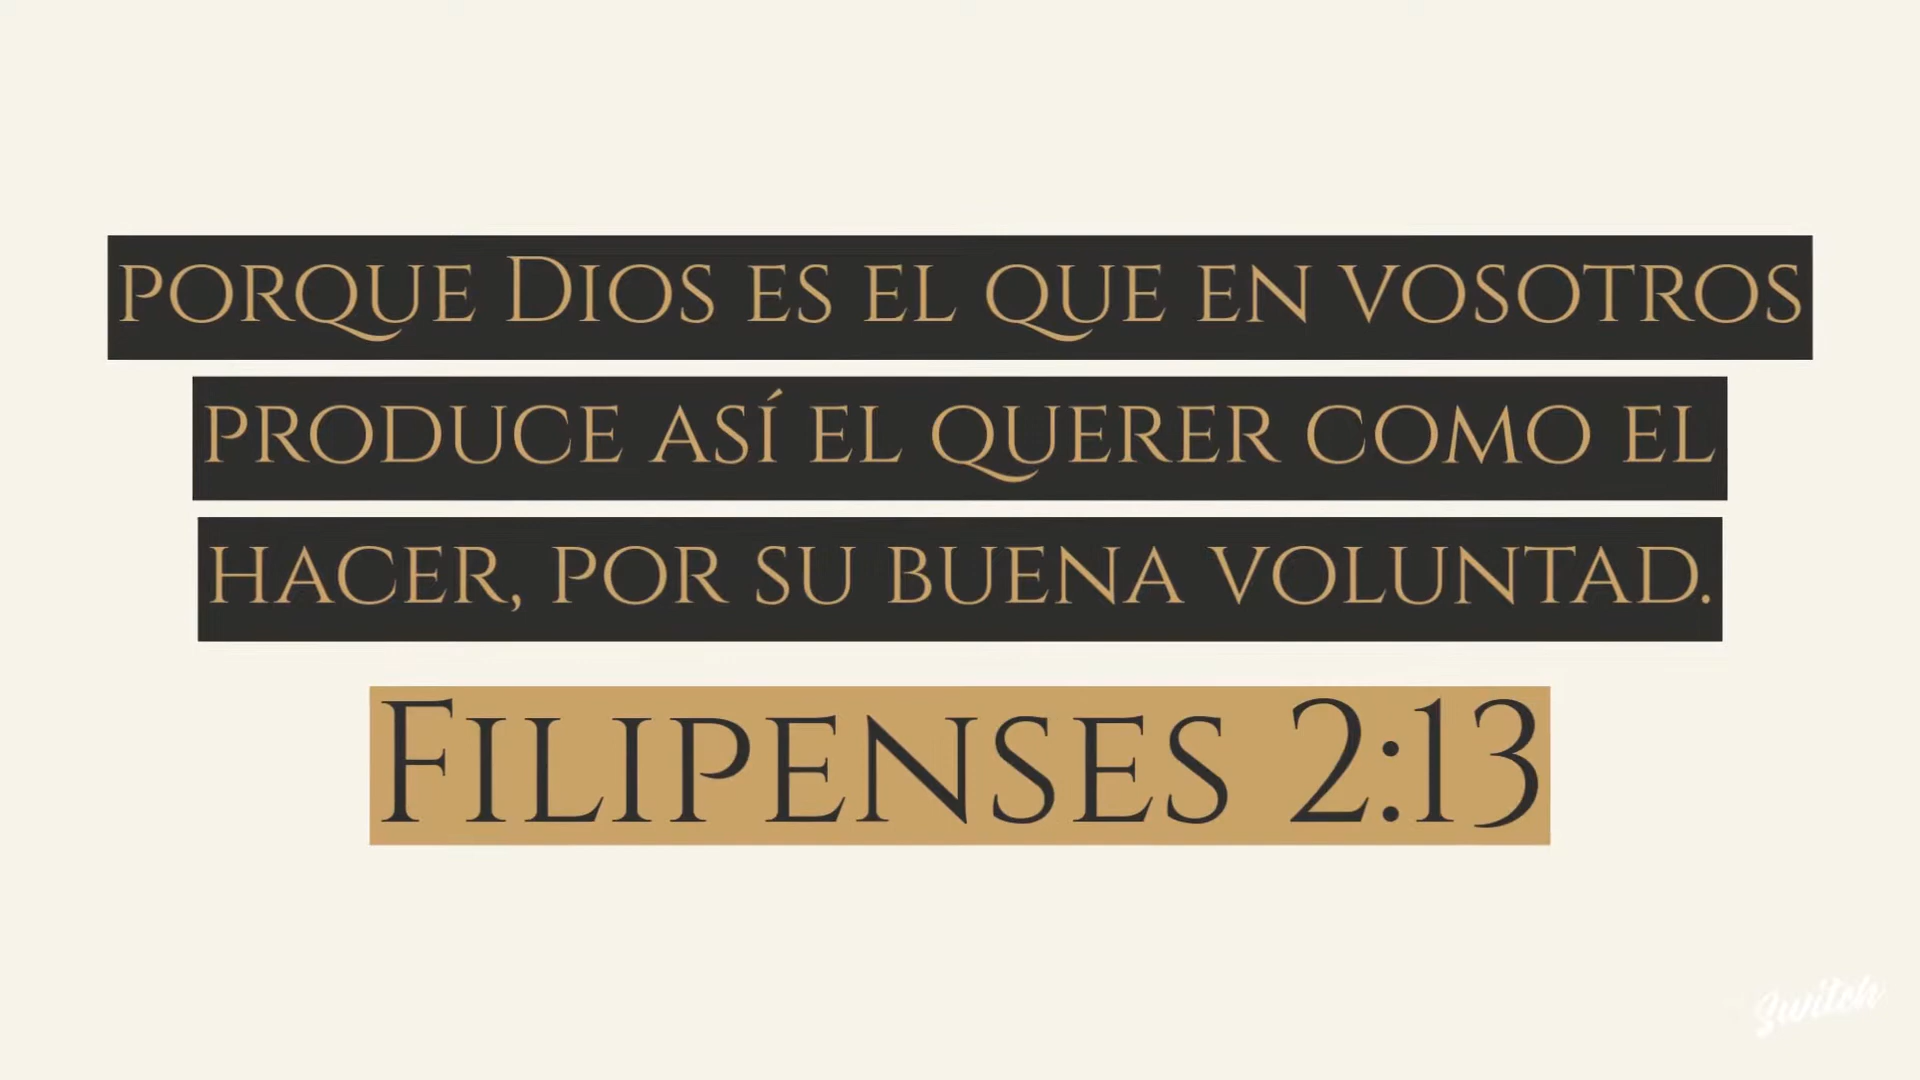 porque Dios es el que en vosotros
produce así el querer como el
hacer, por su buena voluntad.
Filipenses 2:13
Switch